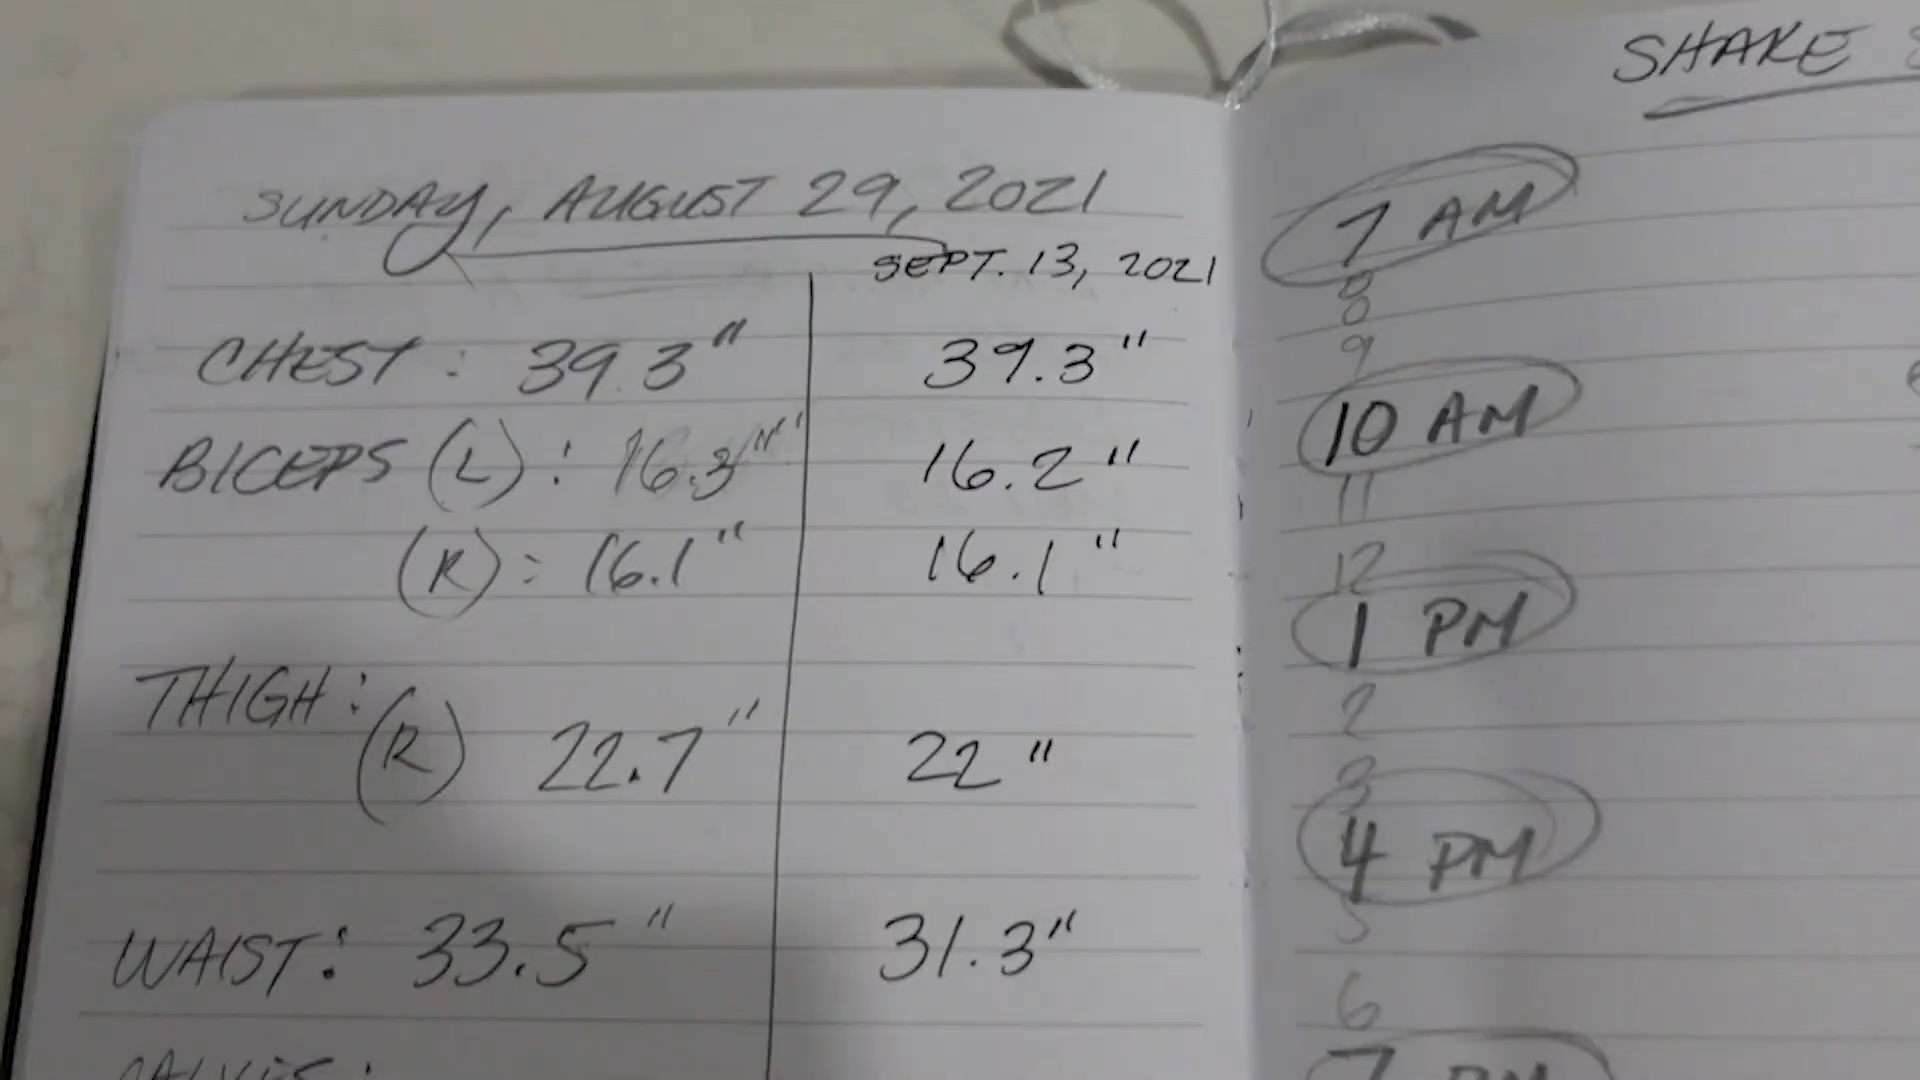 SUNDAY, AUGUST 29, 2021
SEPT. 13, 2021
CHEST: 39.3" 39.3"
BICEPS (L): 16.3" 16.2"
(R): 16.1" 16.1"
THIGH:
(R) 22.7" 22"
WAIST: 33.5" 31.3"
SHAKE
7 AM
8
9
10 AM
11
12
1 PM
2
3
4 PM
5
6
7 PM